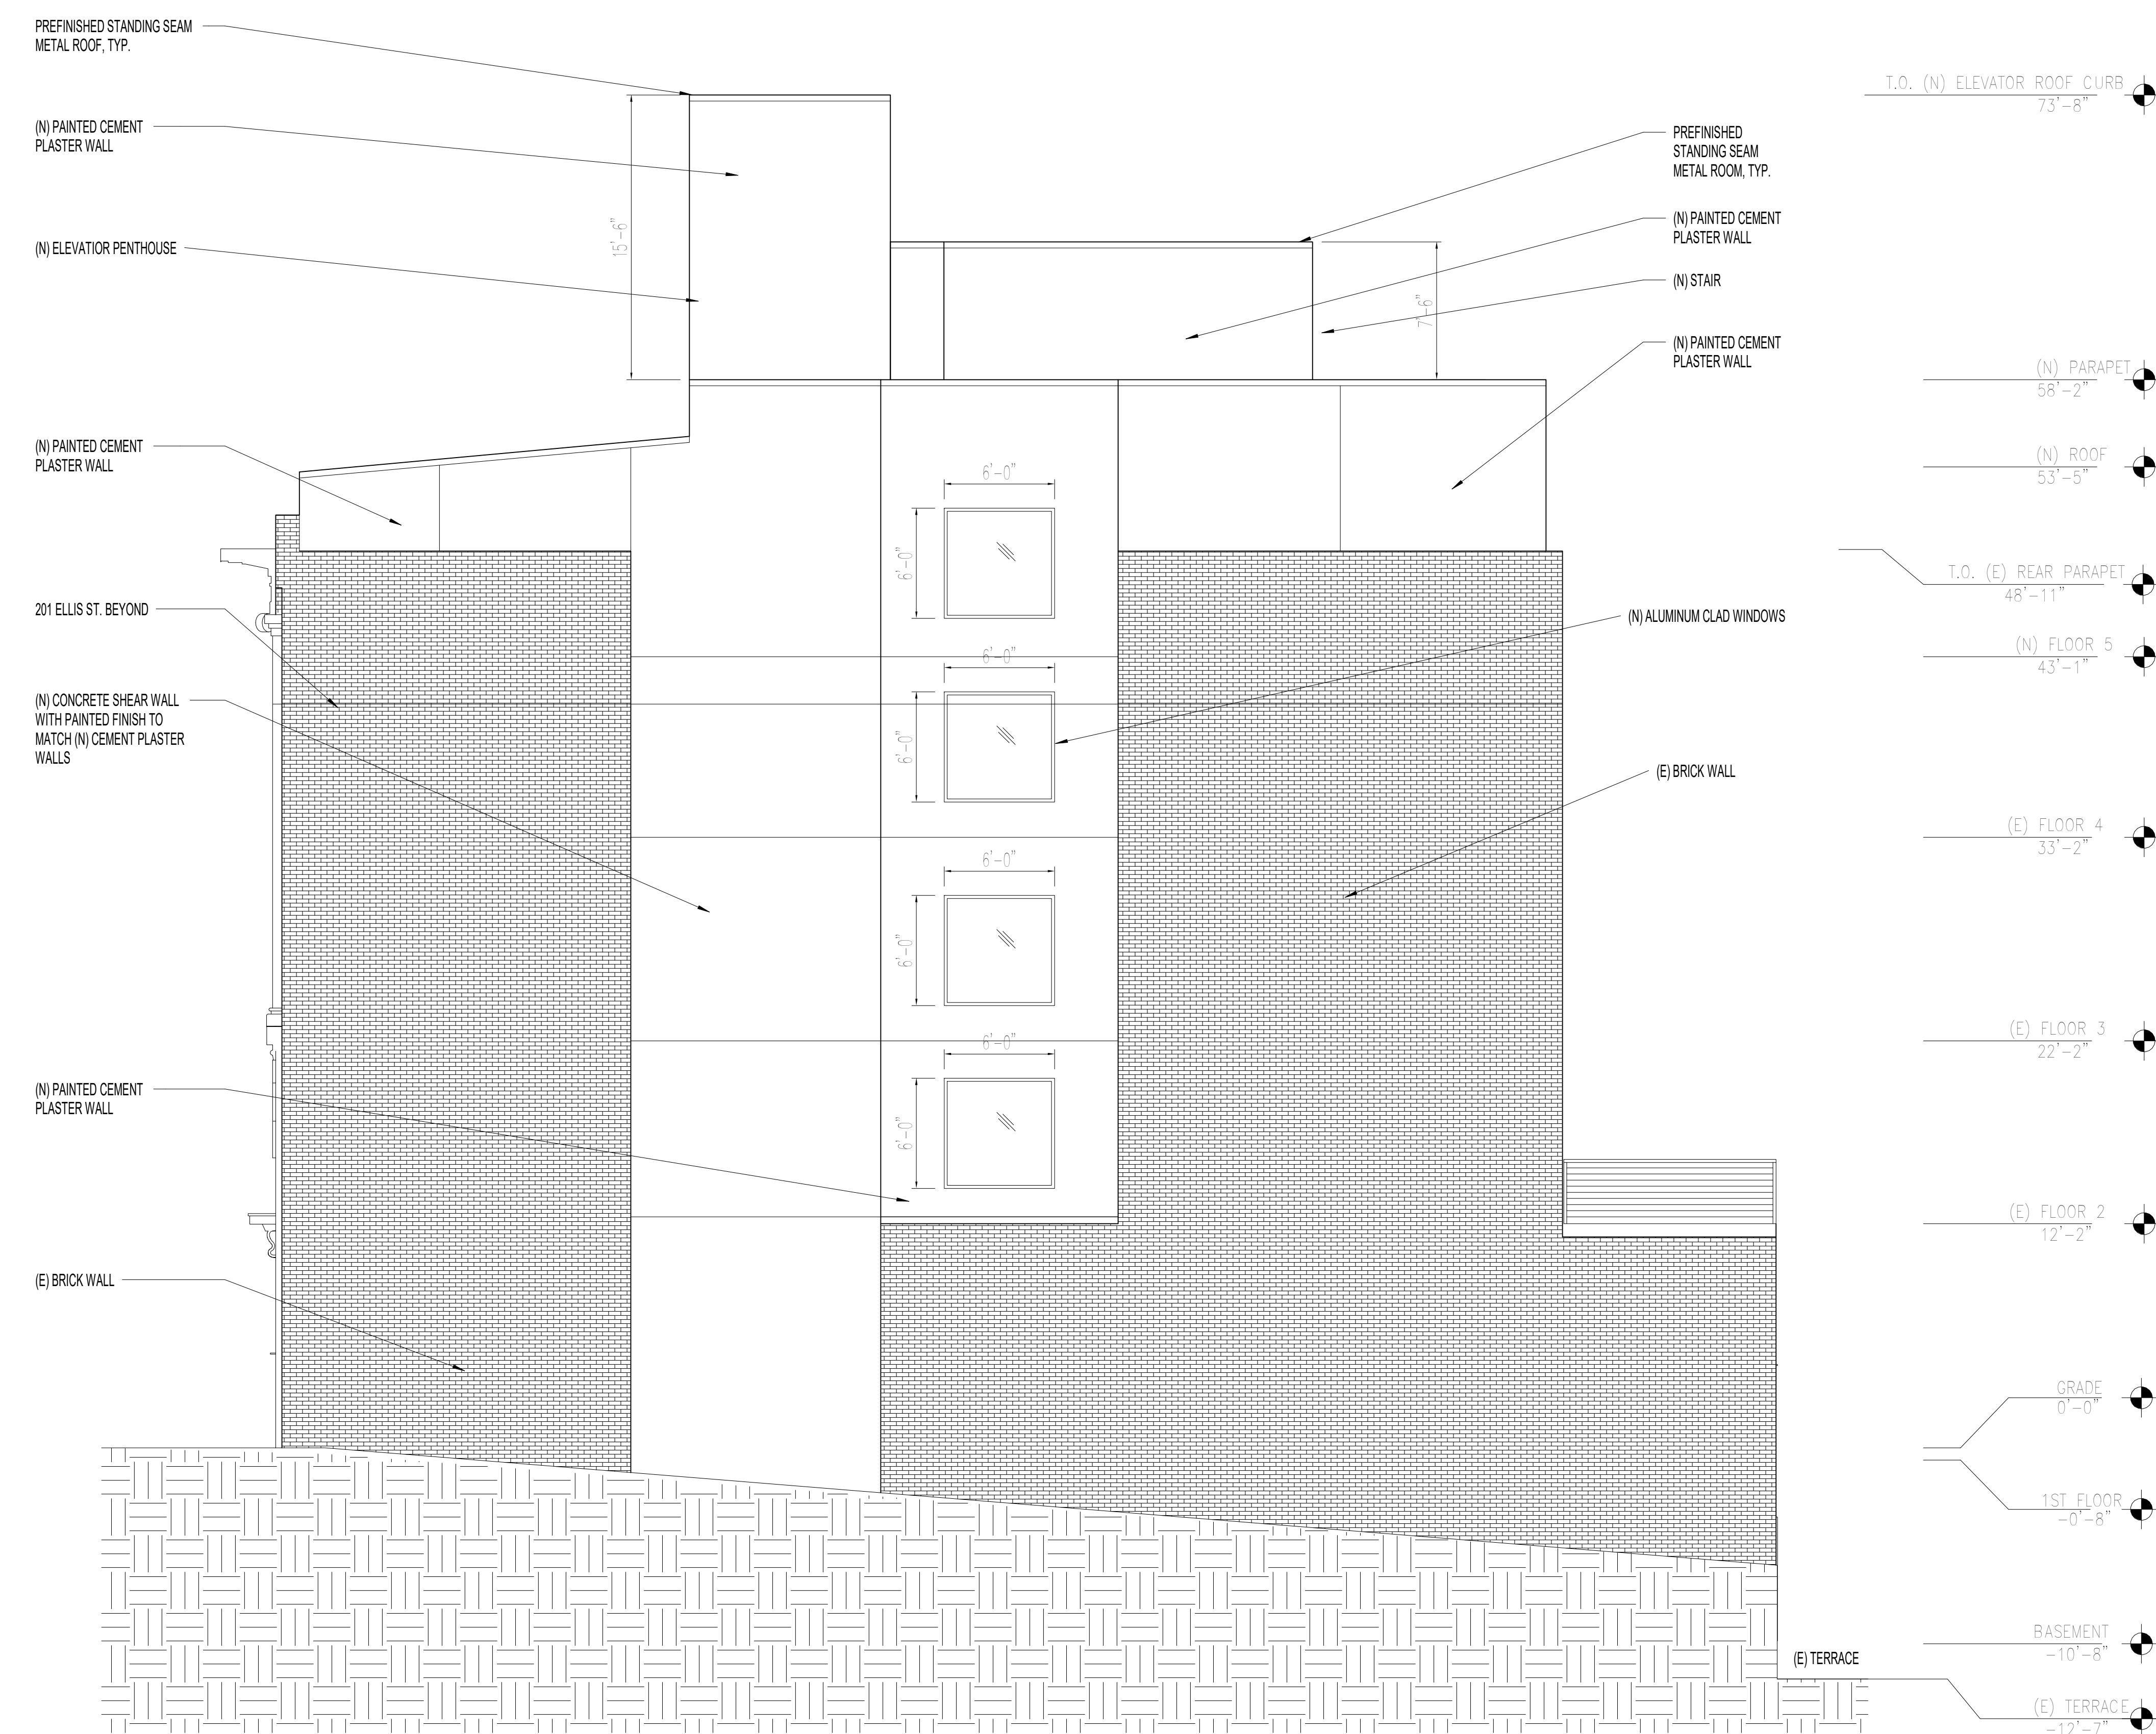 PREFINISHED STANDING SEAM
METAL ROOF, TYP.
(N) PAINTED CEMENT
PLASTER WALL
(N) ELEVATIOR PENTHOUSE
(N) PAINTED CEMENT
PLASTER WALL
201 ELLIS ST. BEYOND
(N) CONCRETE SHEAR WALL
WITH PAINTED FINISH TO
MATCH (N) CEMENT PLASTER
WALLS
(N) PAINTED CEMENT
PLASTER WALL
(E) BRICK WALL
15'-6"
7'-6"
6'-0"
6'-0"
6'-0"
6'-0"
6'-0"
6'-0"
6'-0"
6'-0"
PREFINISHED
STANDING SEAM
METAL ROOM, TYP.
(N) PAINTED CEMENT
PLASTER WALL
(N) STAIR
(N) PAINTED CEMENT
PLASTER WALL
(N) ALUMINUM CLAD WINDOWS
(E) BRICK WALL
(E) TERRACE
T.O. (N) ELEVATOR ROOF CURB
73'-8"
(N) PARAPET
58'-2"
(N) ROOF
53'-5"
T.O. (E) REAR PARAPET
48'-11"
(N) FLOOR 5
43'-1"
(E) FLOOR 4
33'-2"
(E) FLOOR 3
22'-2"
(E) FLOOR 2
12'-2"
GRADE
0'-0"
1ST FLOOR
-0'-8"
BASEMENT
-10'-8"
(E) TERRACE
-12'-7"